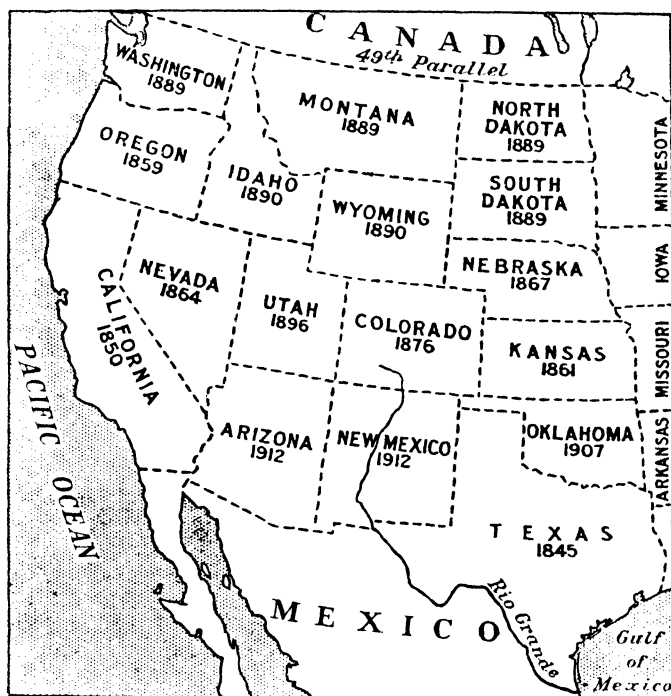 CANADA
49th Parallel
WASHINGTON
1889
MONTANA
1889
NORTH
DAKOTA
1889
MINNESOTA
OREGON
1859
IDAHO
1890
SOUTH
DAKOTA
1889
WYOMING
1890
IOWA
NEBRASKA
1867
NEVADA
1864
UTAH
1896
CALIFORNIA
1850
COLORADO
1876
KANSAS
1861
MISSOURI
PACIFIC OCEAN
ARIZONA
1912
NEW MEXICO
1912
OKLAHOMA
1907
ARKANSAS
TEXAS
1845
MEXICO
Rio Grande
Gulf
of
Mexico